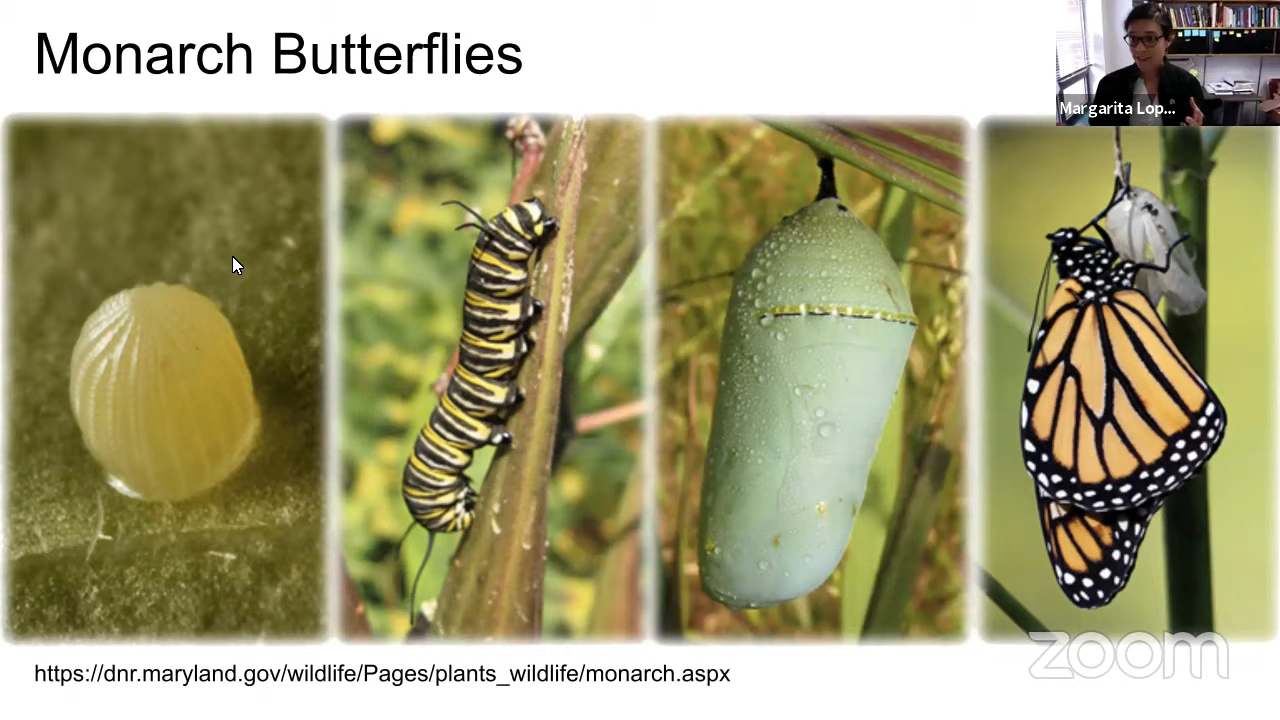 Monarch Butterflies
Margarita Lop...
https://dnr.maryland.gov/wildlife/Pages/plants_wildlife/monarch.aspx
zoom